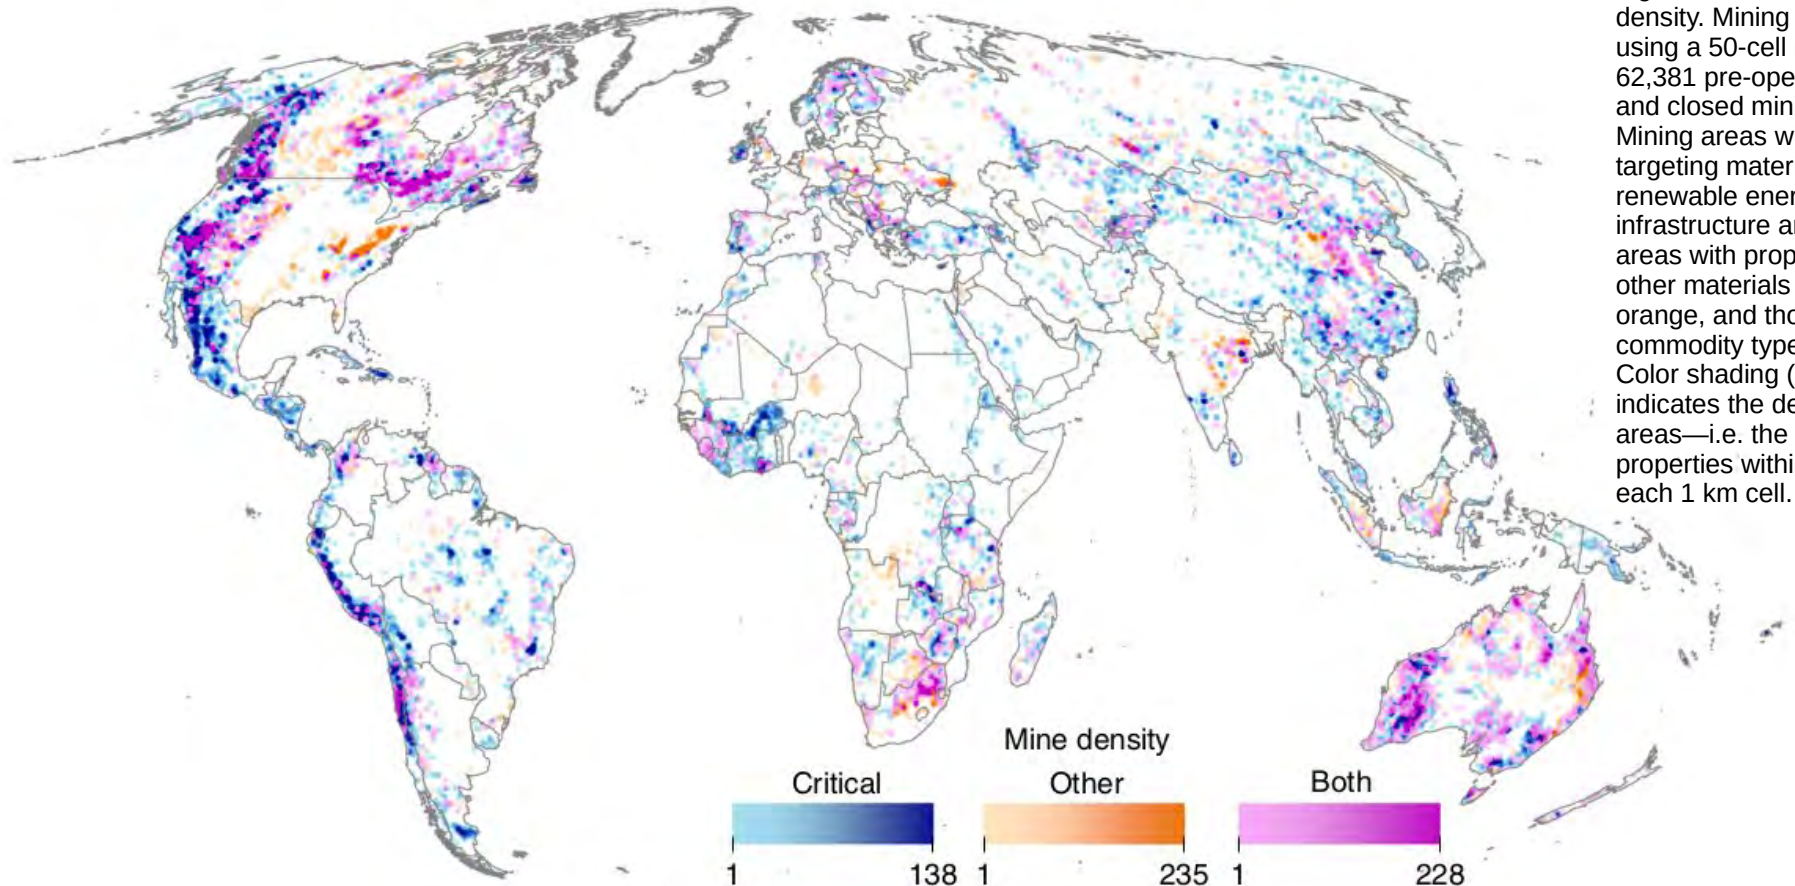 density. Mining
using a 50-cell
62,381 pre-ope
and closed min
Mining areas w
targeting mater
renewable ener
infrastructure ar
areas with prop
other materials
orange, and tho
commodity type
Color shading (
indicates the de
areas—i.e. the
properties withi
each 1 km cell.
Mine density
Critical Other Both
1 138 1 235 1 228